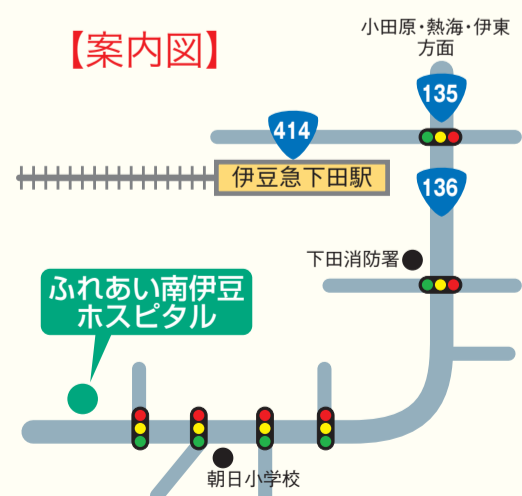 【案内図】
小田原・熱海・伊東
方面
135
414
伊豆急下田駅
136
下田消防署
ふれあい南伊豆
ホスピタル
朝日小学校